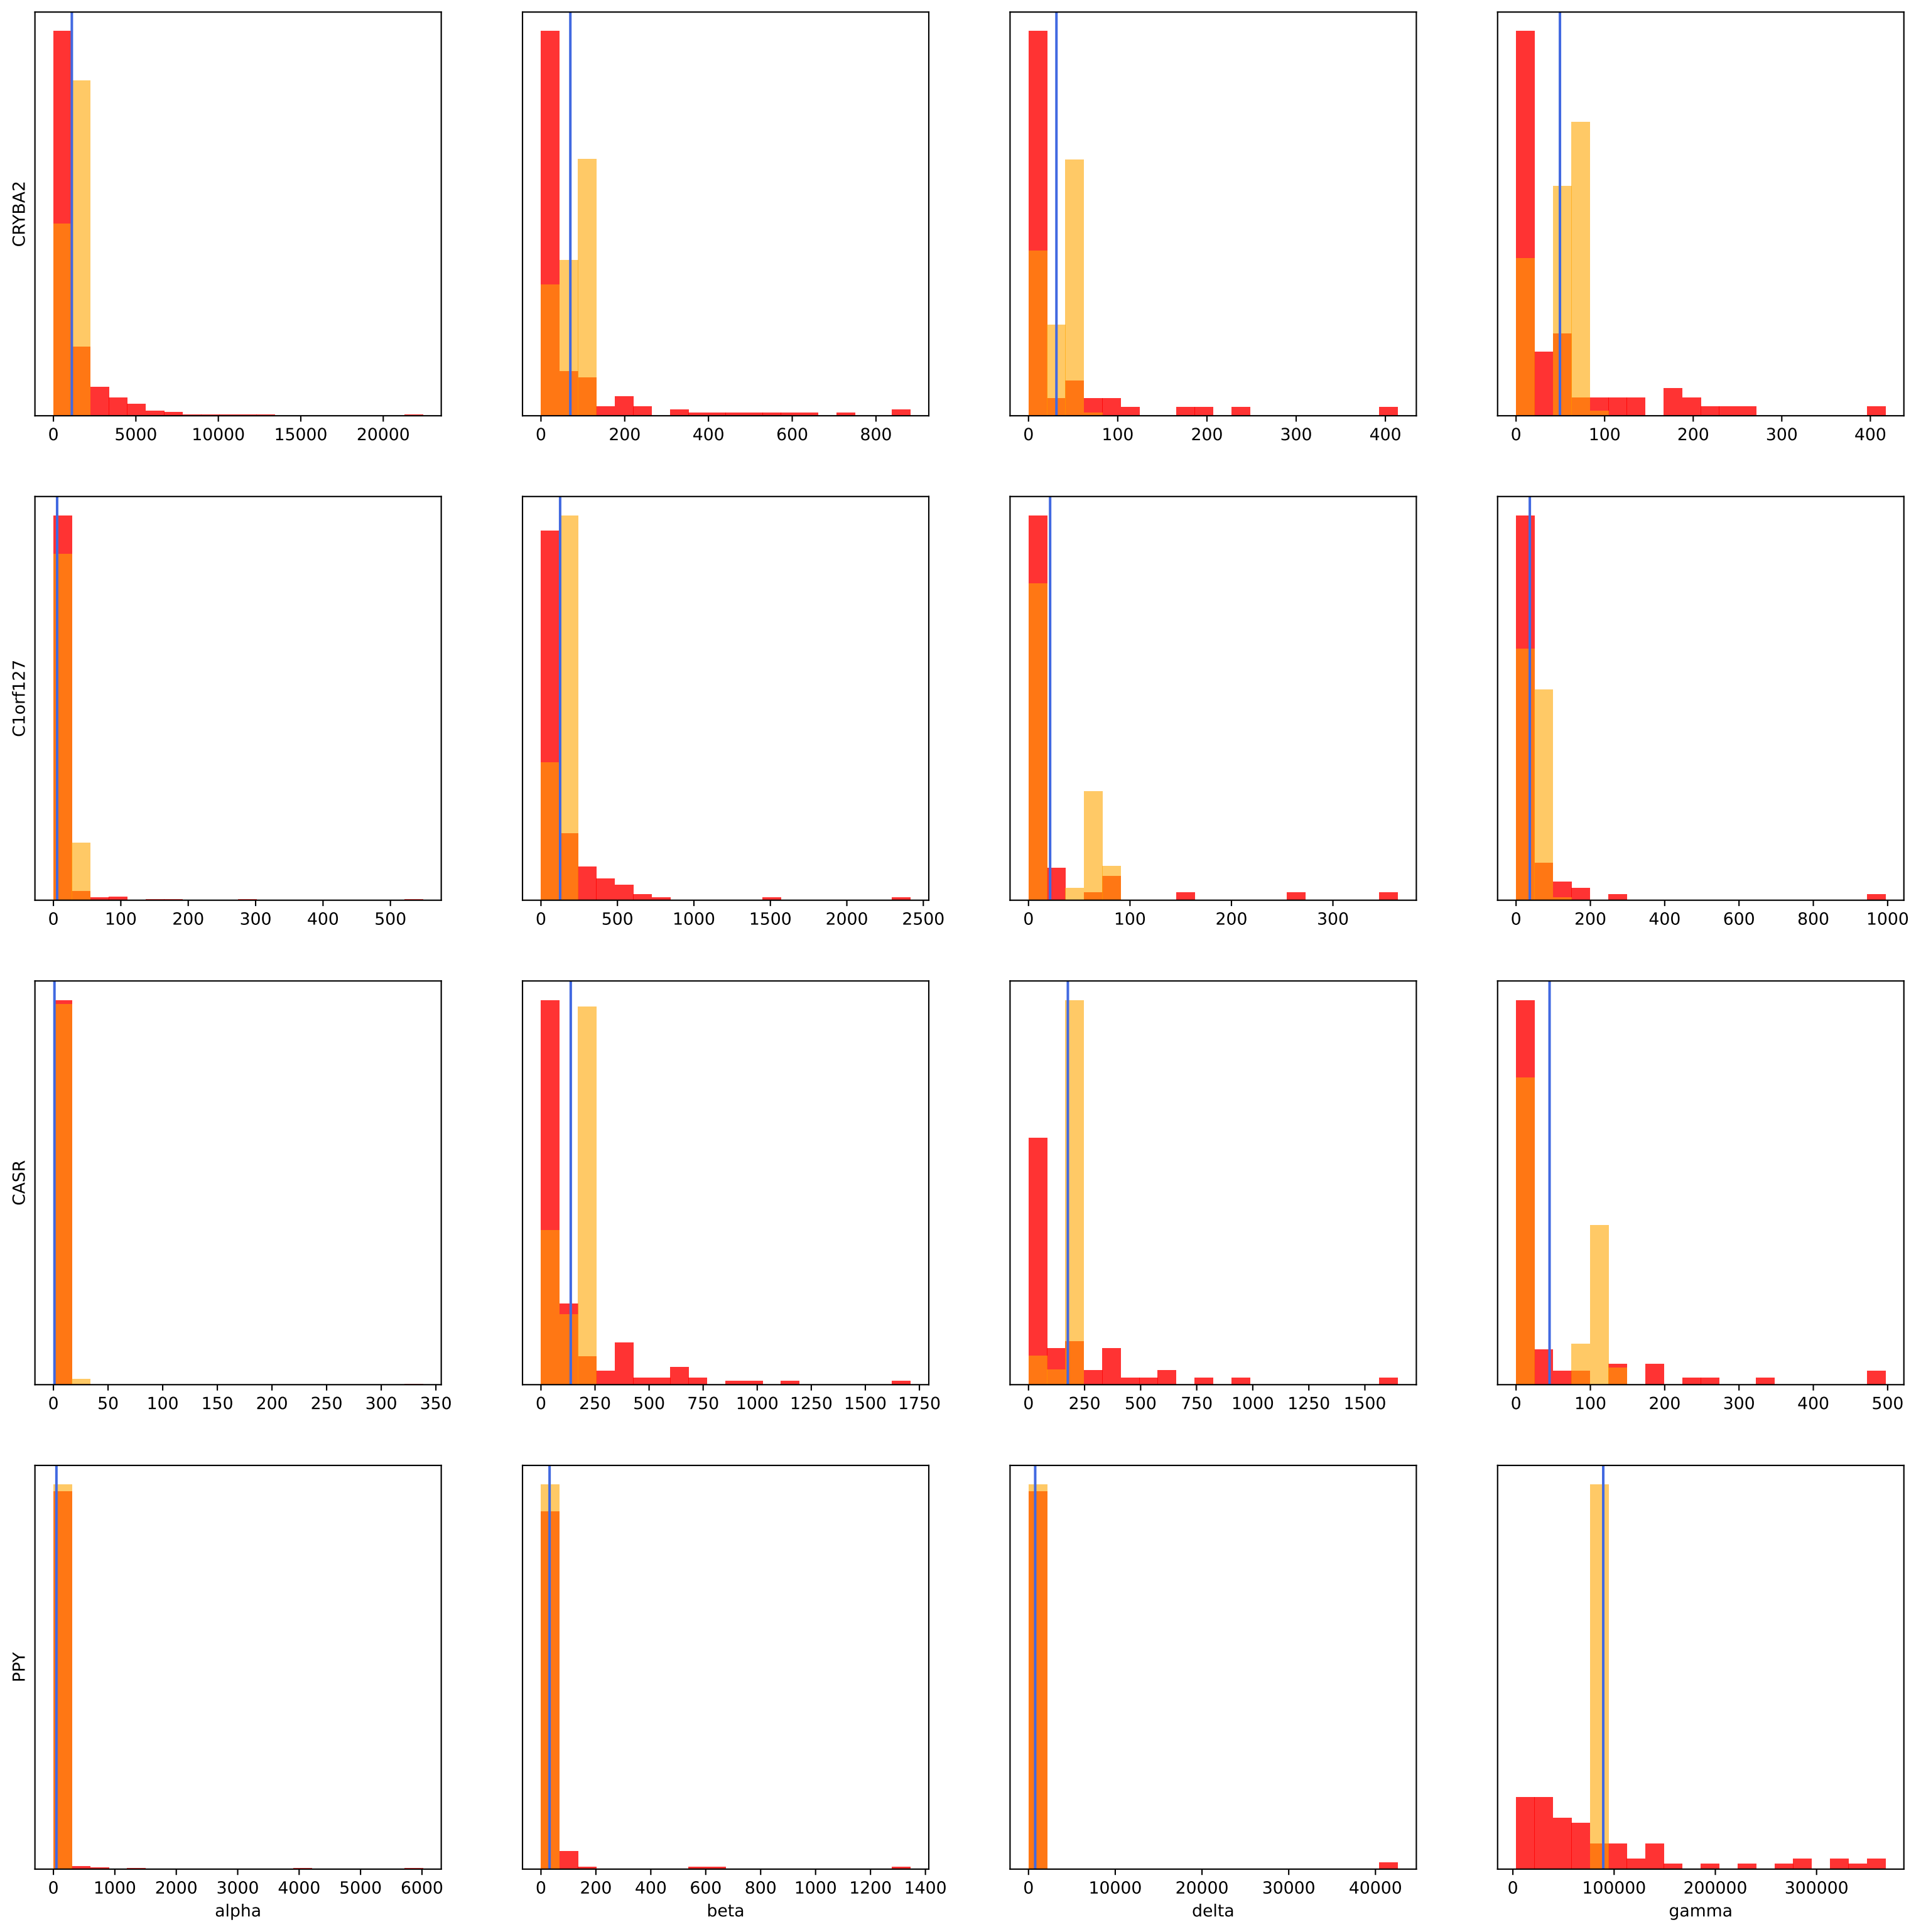 CRYBA2
0 5000 10000 15000 20000
0 200 400 600 800
0 100 200 300 400
0 100 200 300 400
C1orf127
0 100 200 300 400 500
0 500 1000 1500 2000 2500
0 100 200 300
0 200 400 600 800 1000
CASR
0 50 100 150 200 250 300 350
0 250 500 750 1000 1250 1500 1750
0 250 500 750 1000 1250 1500
0 100 200 300 400 500
PPY
0 1000 2000 3000 4000 5000 6000
alpha
0 200 400 600 800 1000 1200 1400
beta
0 10000 20000 30000 40000
delta
0 100000 200000 300000
gamma